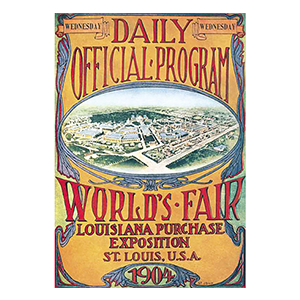 WEDNESDAY DAILY WEDNESDAY
OFFICIAL·PROGRAM
WORLD'S·FAIR
LOUISIANA PURCHASE
EXPOSITION
ST. LOUIS, U.S.A.
1904